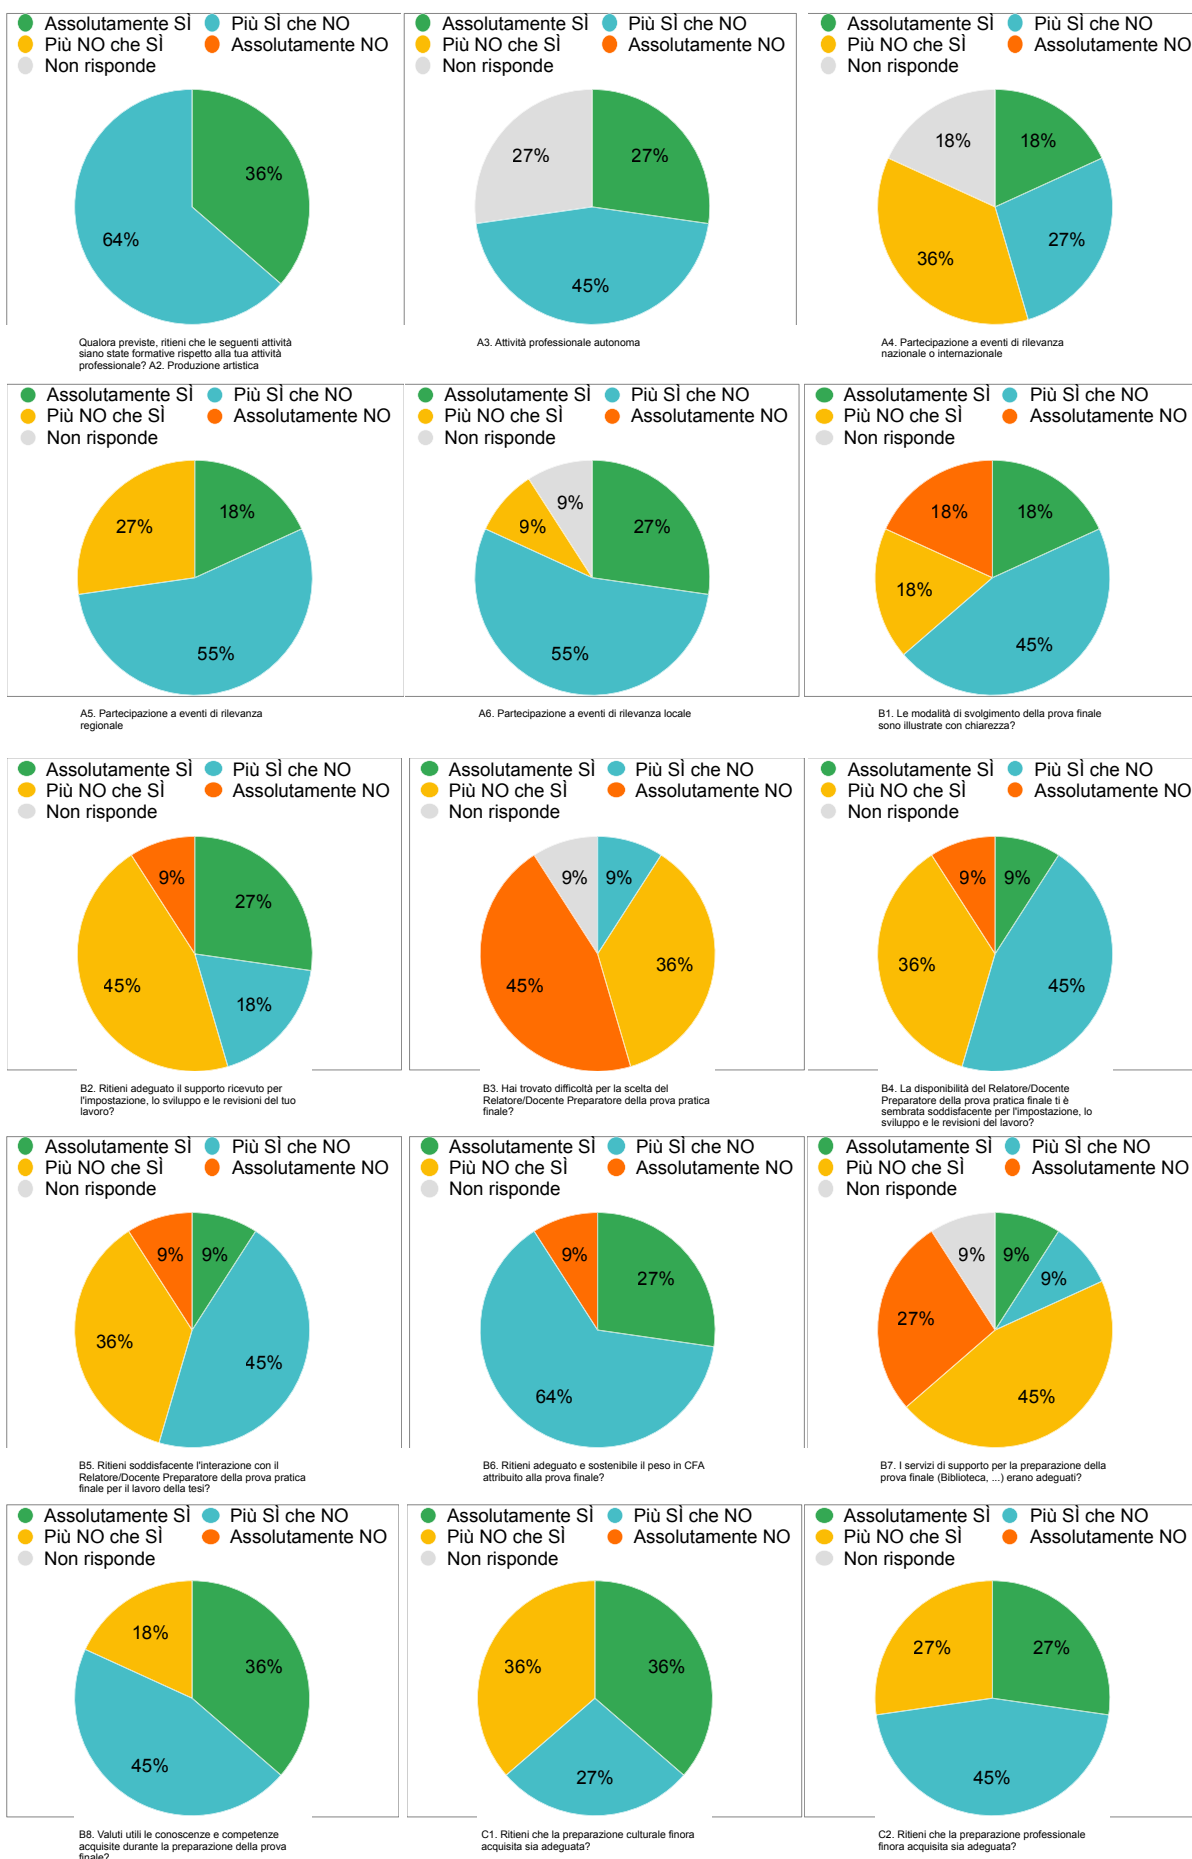 Assolutamente SÌ Più SÌ che NO
Più NO che SÌ Assolutamente NO
Non risponde
36%
64%
Qualora previste, ritieni che le seguenti attività
siano state formative rispetto alla tua attività
professionale? A2. Produzione artistica
Assolutamente SÌ Più SÌ che NO
Più NO che SÌ Assolutamente NO
Non risponde
27%
27%
45%
A3. Attività professionale autonoma
Assolutamente SÌ Più SÌ che NO
Più NO che SÌ Assolutamente NO
Non risponde
18%
18%
27%
36%
A4. Partecipazione a eventi di rilevanza
nazionale o internazionale
Assolutamente SÌ Più SÌ che NO
Più NO che SÌ Assolutamente NO
Non risponde
18%
27%
55%
A5. Partecipazione a eventi di rilevanza
regionale
Assolutamente SÌ Più SÌ che NO
Più NO che SÌ Assolutamente NO
Non risponde
9%
9%
27%
55%
A6. Partecipazione a eventi di rilevanza locale
Assolutamente SÌ Più SÌ che NO
Più NO che SÌ Assolutamente NO
Non risponde
18%
18%
18%
45%
B1. Le modalità di svolgimento della prova finale
sono illustrate con chiarezza?
Assolutamente SÌ Più SÌ che NO
Più NO che SÌ Assolutamente NO
Non risponde
9%
27%
45%
18%
B2. Ritieni adeguato il supporto ricevuto per
l'impostazione, lo sviluppo e le revisioni del tuo
lavoro?
Assolutamente SÌ Più SÌ che NO
Più NO che SÌ Assolutamente NO
Non risponde
9%
9%
36%
45%
B3. Hai trovato difficoltà per la scelta del
Relatore/Docente Preparatore della prova pratica
finale?
Assolutamente SÌ Più SÌ che NO
Più NO che SÌ Assolutamente NO
Non risponde
9%
9%
36%
45%
B4. La disponibilità del Relatore/Docente
Preparatore della prova pratica finale ti è
sembrata soddisfacente per l'impostazione, lo
sviluppo e le revisioni del lavoro?
Assolutamente SÌ Più SÌ che NO
Più NO che SÌ Assolutamente NO
Non risponde
9%
9%
36%
45%
B5. Ritieni soddisfacente l'interazione con il
Relatore/Docente Preparatore della prova pratica
finale per il lavoro della tesi?
Assolutamente SÌ Più SÌ che NO
Più NO che SÌ Assolutamente NO
Non risponde
9%
27%
64%
B6. Ritieni adeguato e sostenibile il peso in CFA
attribuito alla prova finale?
Assolutamente SÌ Più SÌ che NO
Più NO che SÌ Assolutamente NO
Non risponde
9%
9%
9%
27%
45%
B7. I servizi di supporto per la preparazione della
prova finale (Biblioteca, ...) erano adeguati?
Assolutamente SÌ Più SÌ che NO
Più NO che SÌ Assolutamente NO
Non risponde
18%
36%
45%
B8. Valuti utili le conoscenze e competenze
acquisite durante la preparazione della prova
finale?
Assolutamente SÌ Più SÌ che NO
Più NO che SÌ Assolutamente NO
Non risponde
36%
36%
27%
C1. Ritieni che la preparazione culturale finora
acquisita sia adeguata?
Assolutamente SÌ Più SÌ che NO
Più NO che SÌ Assolutamente NO
Non risponde
27%
27%
45%
C2. Ritieni che la preparazione professionale
finora acquisita sia adeguata?